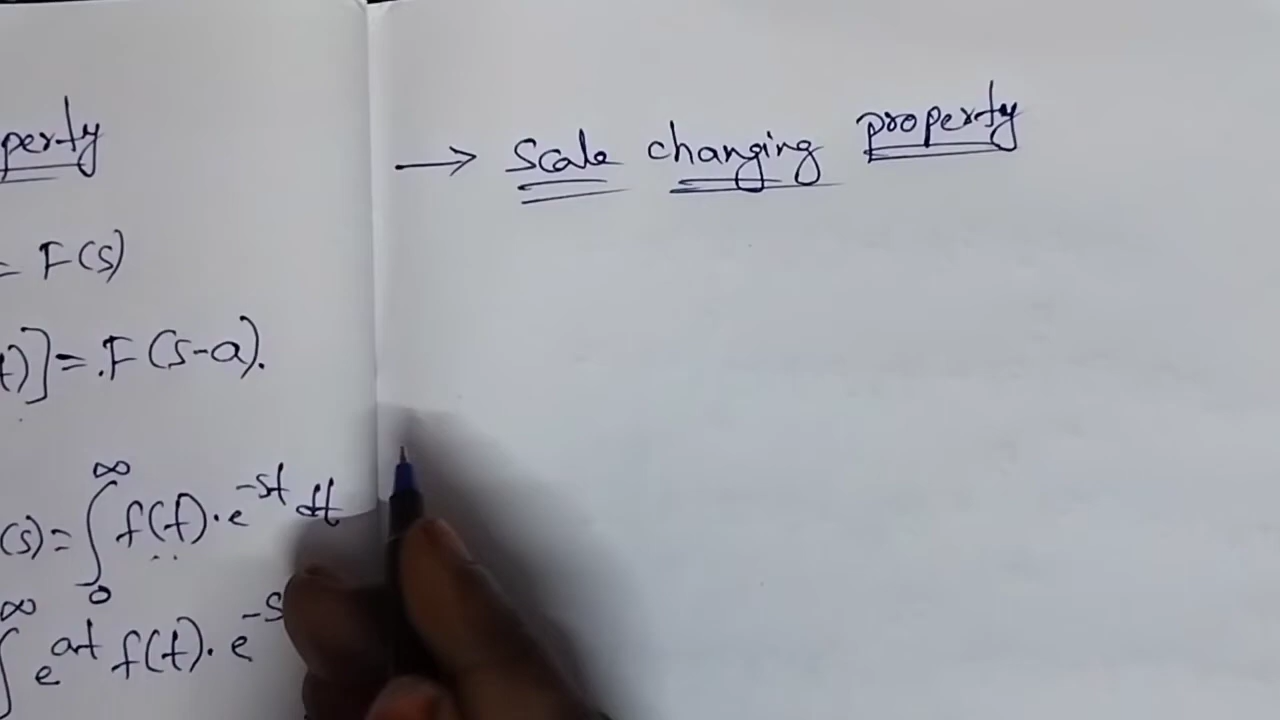 perty
= F(s)
t)] = F(s-a).
(s) = ∫₀^∞ f(t)·e^-st dt
∞∫ e^at f(t)·e^-s
→ Scale changing property